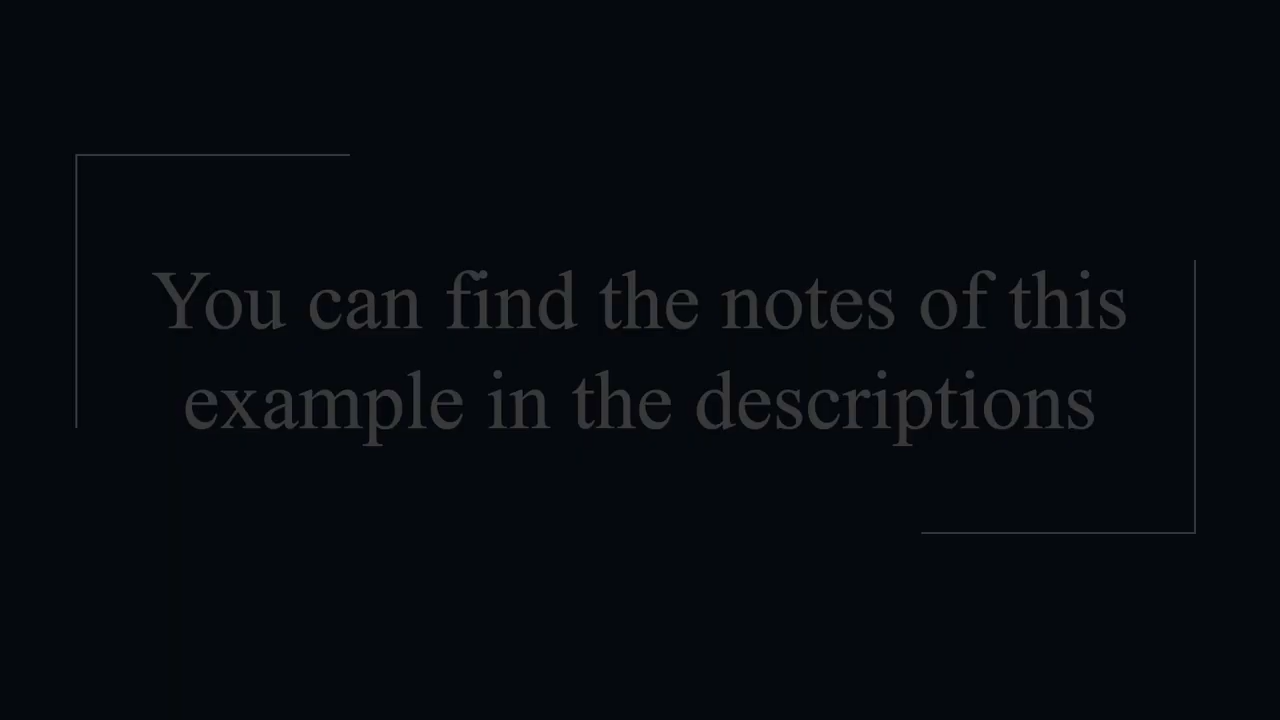 You can find the notes of this
example in the descriptions